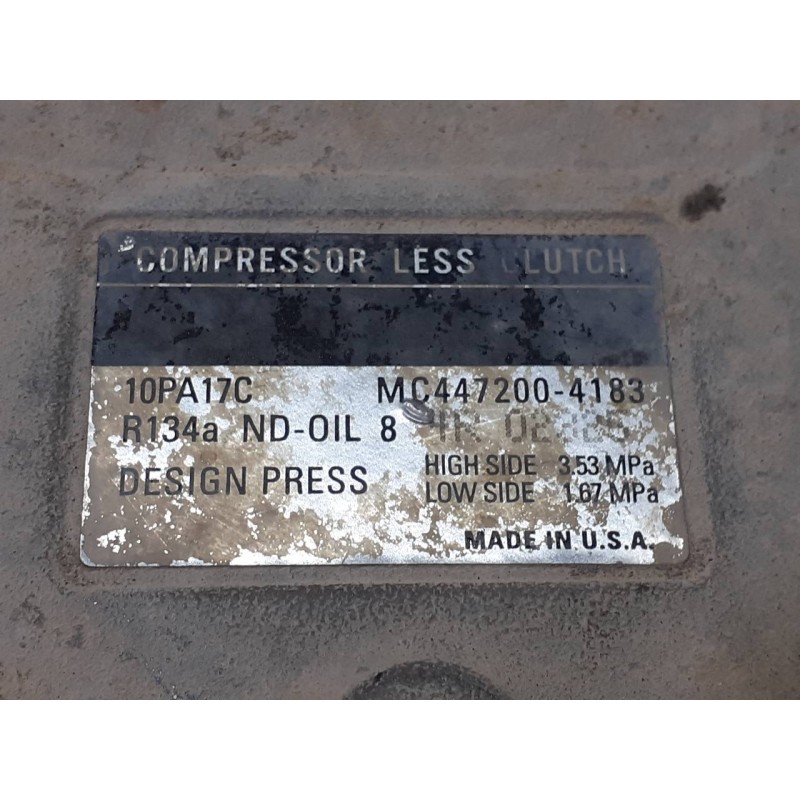 COMPRESSOR LESS CLUTCH
10PA17C MC447200-4183
R134a ND-OIL 8
DESIGN PRESS HIGH SIDE 3.53 MPa
LOW SIDE 1.67 MPa
MADE IN U.S.A.